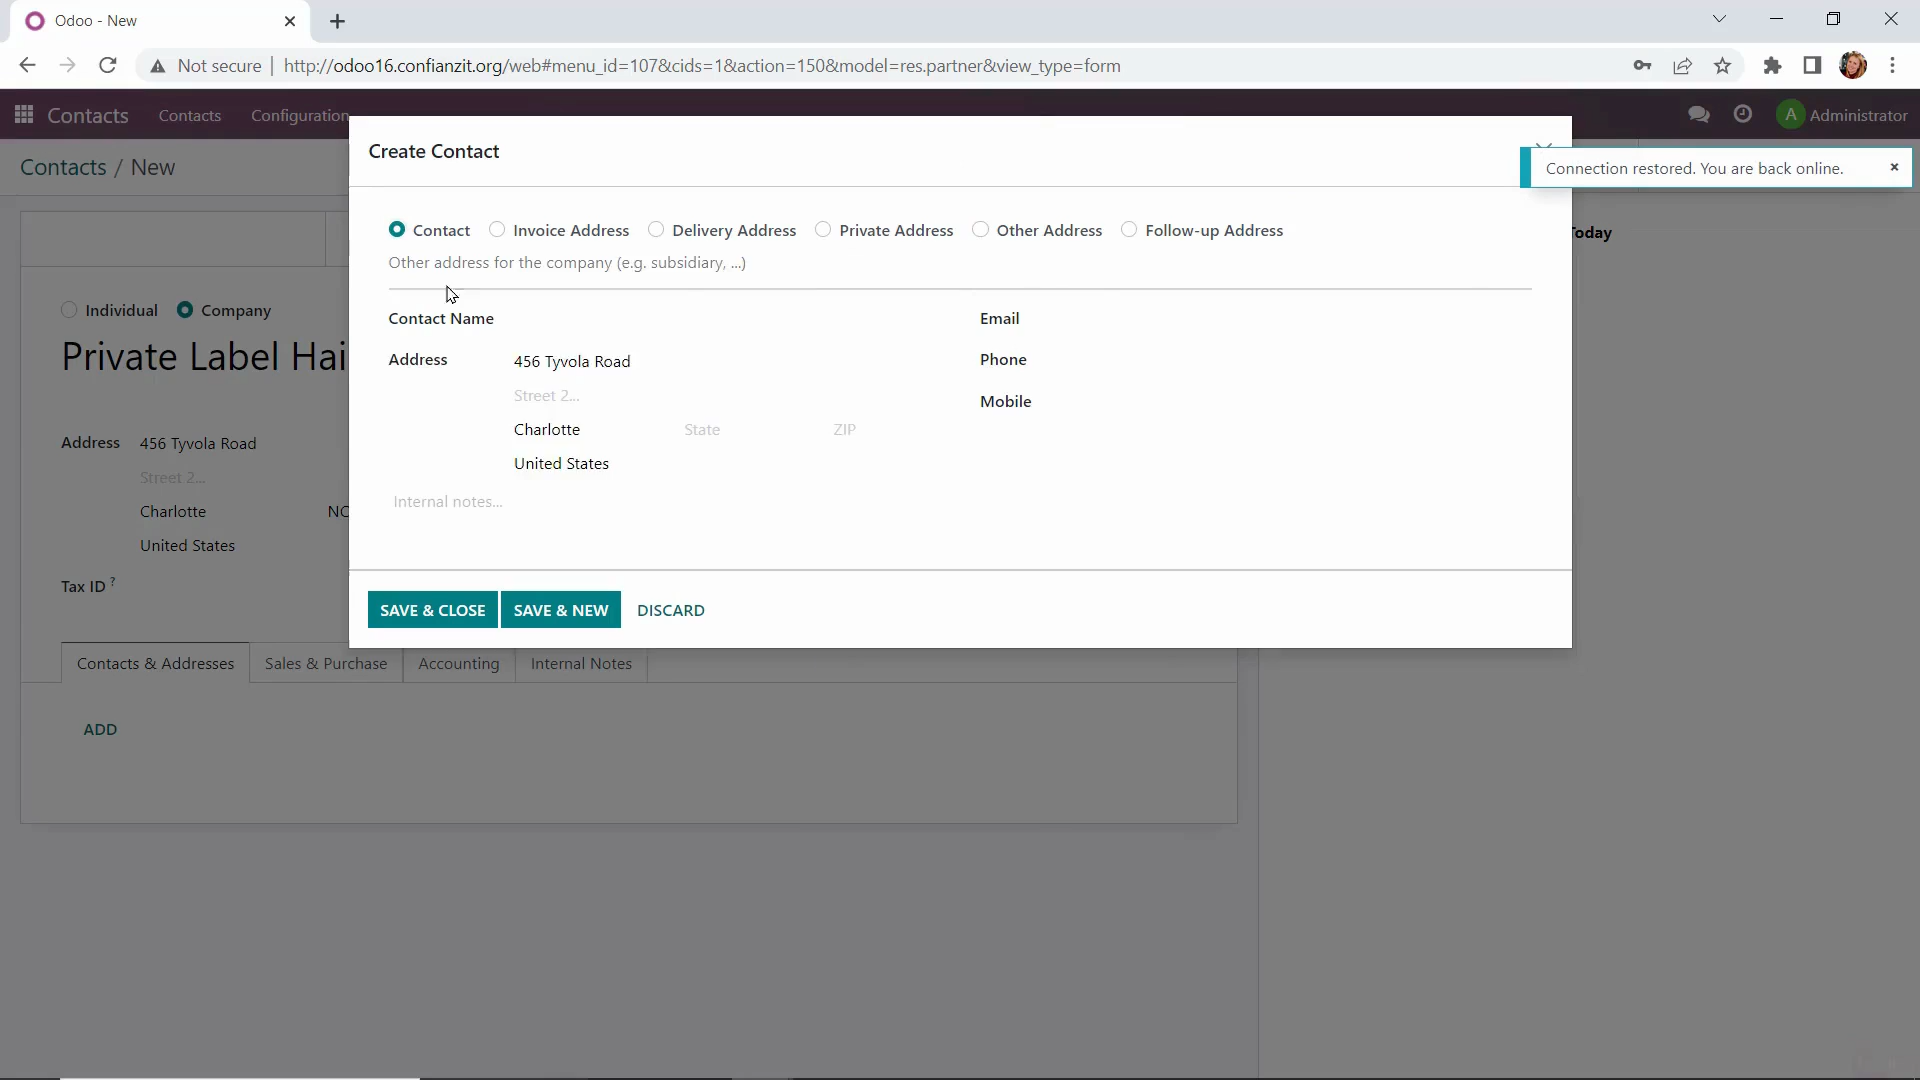 Odoo - New
Not secure | http://odoo16.confianzit.org/web#menu_id=107&cids=1&action=150&model=res.partner&view_type=form
Contacts Contacts Configuration A Administrator
Contacts / New
Create Contact
Connection restored. You are back online.
Contact Invoice Address Delivery Address Private Address Other Address Follow-up Address
Today
Other address for the company (e.g. subsidiary, ...)
Individual Company
Contact Name Email
Private Label Hai
Address 456 Tyvola Road Phone
Street 2...
Mobile
Charlotte State ZIP
United States
Internal notes...
Address 456 Tyvola Road
Street 2...
Charlotte NC
United States
Tax ID ?
SAVE & CLOSE SAVE & NEW DISCARD
Contacts & Addresses Sales & Purchase Accounting Internal Notes
ADD